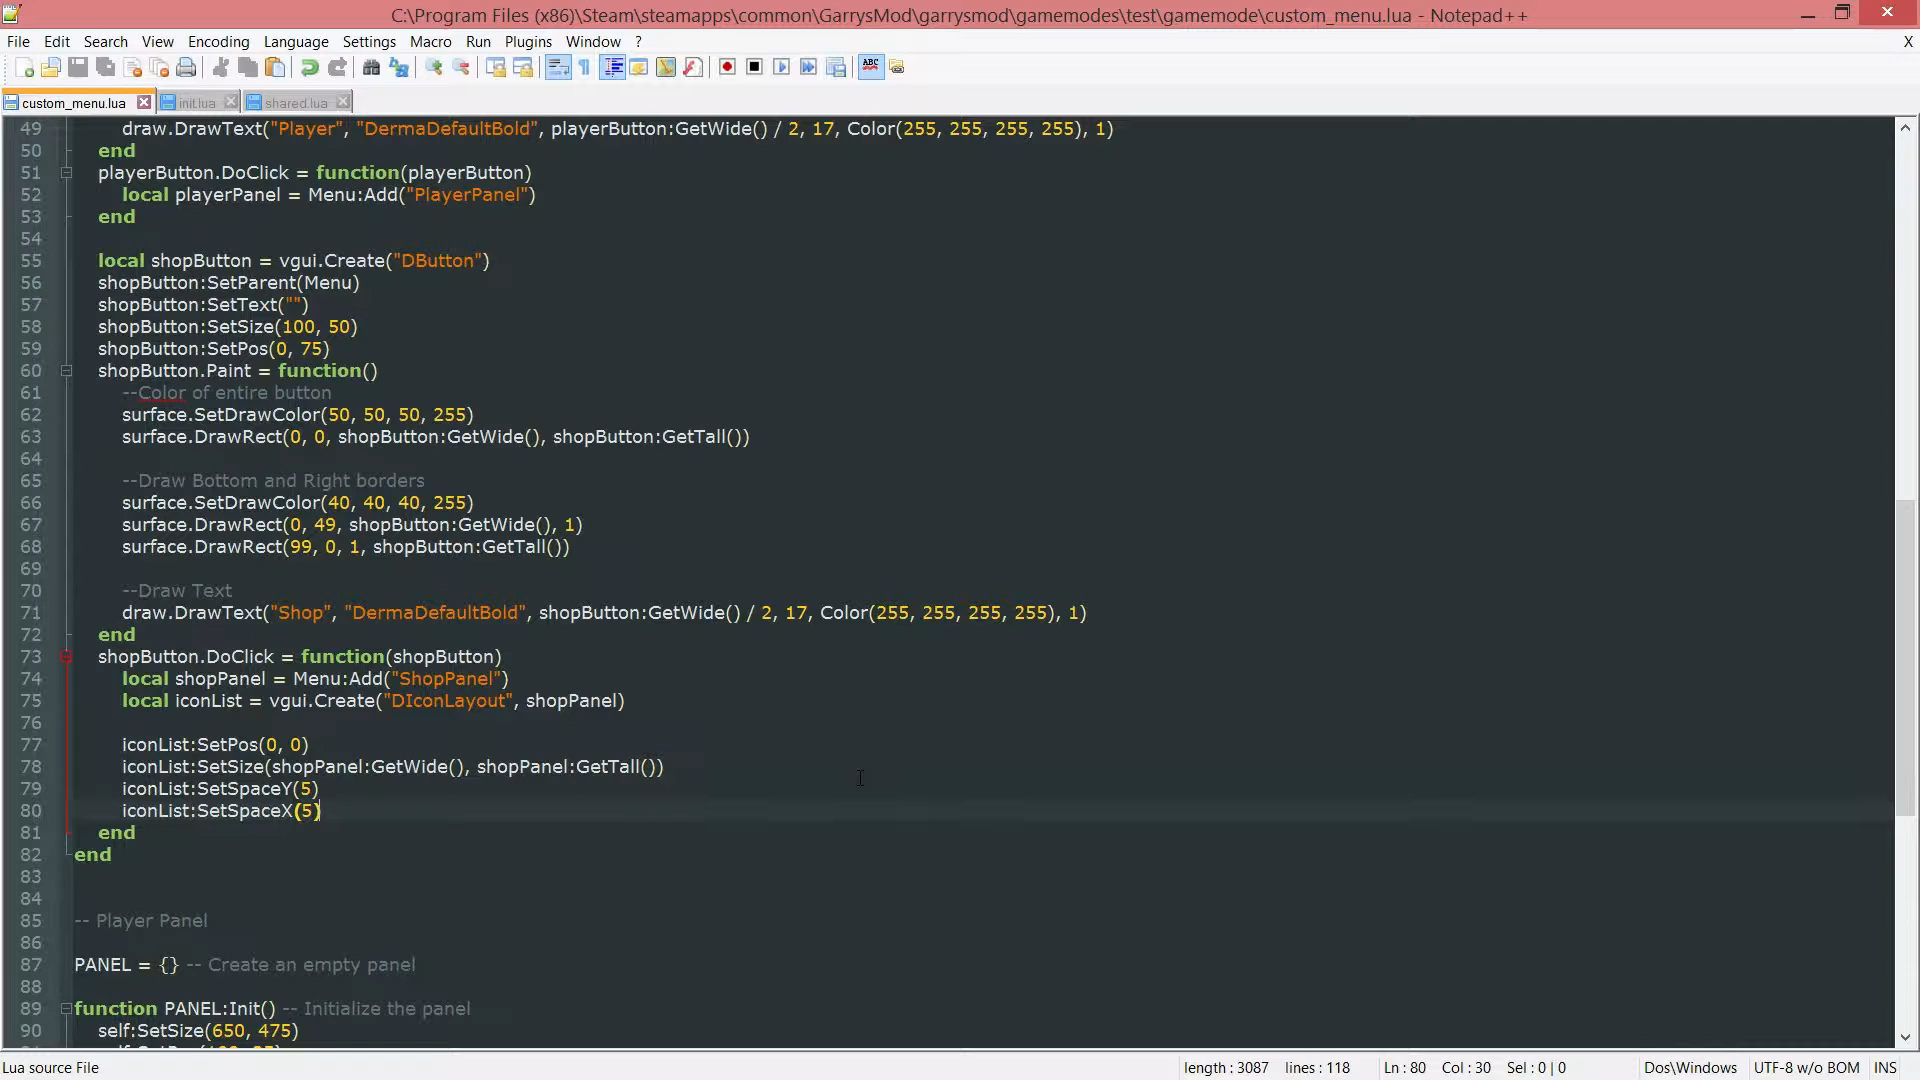 C:\Program Files (x86)\Steam\steamapps\common\GarrysMod\garrysmod\gamemodes\test\gamemode\custom_menu.lua - Notepad++
File Edit Search View Encoding Language Settings Macro Run Plugins Window ? X
ABC
custom_menu.lua init.lua shared.lua
49 draw.DrawText("Player", "DermaDefaultBold", playerButton:GetWide() / 2, 17, Color(255, 255, 255, 255), 1)
50 end
51 playerButton.DoClick = function(playerButton)
52 local playerPanel = Menu:Add("PlayerPanel")
53 end
54
55 local shopButton = vgui.Create("DButton")
56 shopButton:SetParent(Menu)
57 shopButton:SetText("")
58 shopButton:SetSize(100, 50)
59 shopButton:SetPos(0, 75)
60 shopButton.Paint = function()
61 --Color of entire button
62 surface.SetDrawColor(50, 50, 50, 255)
63 surface.DrawRect(0, 0, shopButton:GetWide(), shopButton:GetTall())
64
65 --Draw Bottom and Right borders
66 surface.SetDrawColor(40, 40, 40, 255)
67 surface.DrawRect(0, 49, shopButton:GetWide(), 1)
68 surface.DrawRect(99, 0, 1, shopButton:GetTall())
69
70 --Draw Text
71 draw.DrawText("Shop", "DermaDefaultBold", shopButton:GetWide() / 2, 17, Color(255, 255, 255, 255), 1)
72 end
73 shopButton.DoClick = function(shopButton)
74 local shopPanel = Menu:Add("ShopPanel")
75 local iconList = vgui.Create("DIconLayout", shopPanel)
76
77 iconList:SetPos(0, 0)
78 iconList:SetSize(shopPanel:GetWide(), shopPanel:GetTall())
79 iconList:SetSpaceY(5)
80 iconList:SetSpaceX(5)
81 end
82 end
83
84
85 -- Player Panel
86
87 PANEL = {} -- Create an empty panel
88
89 function PANEL:Init() -- Initialize the panel
90 self:SetSize(650, 475)
Lua source File length : 3087 lines : 118 Ln : 80 Col : 30 Sel : 0 | 0 Dos\Windows UTF-8 w/o BOM INS